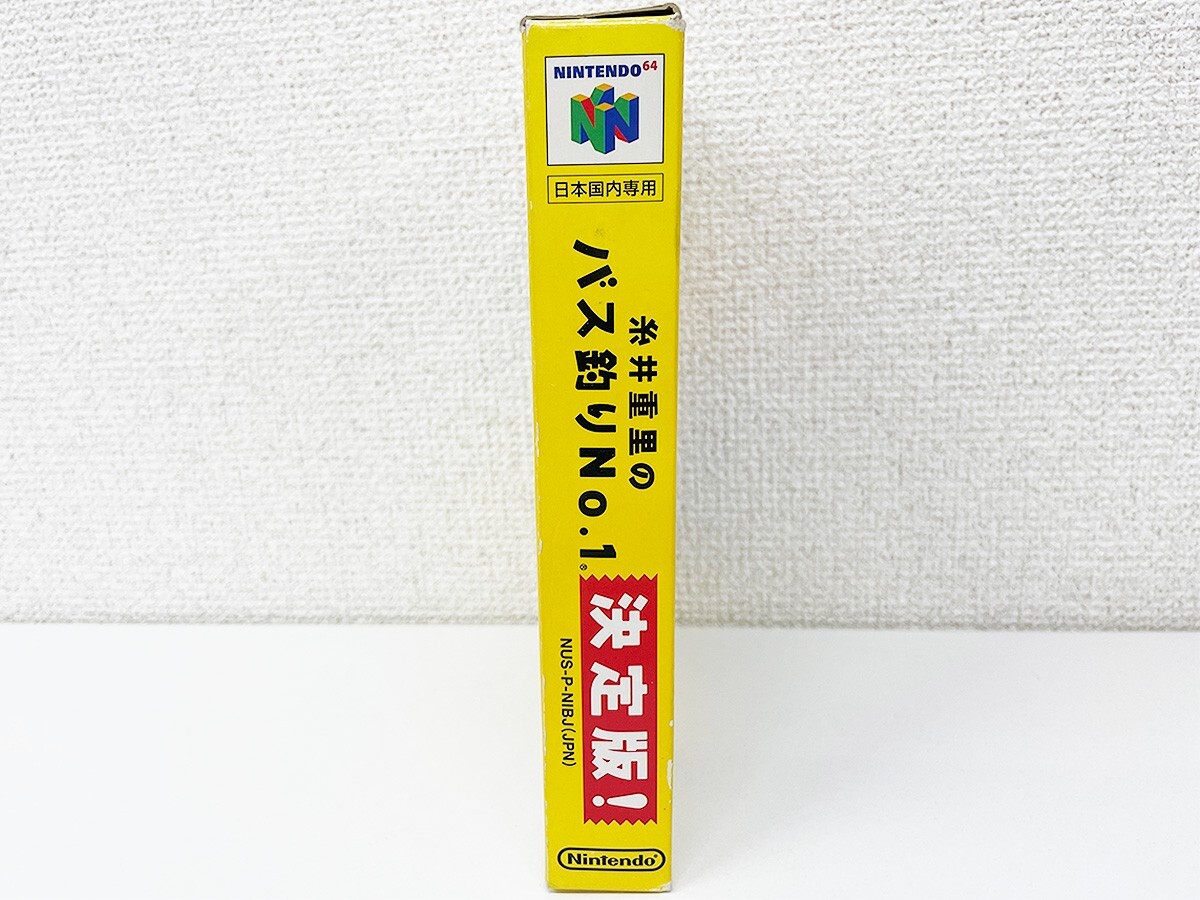 NINTENDO64
日本国内専用
糸井重里の
バス釣りNo.1®
決定版!
NUS-P-NIBJ(JPN)
Nintendo®